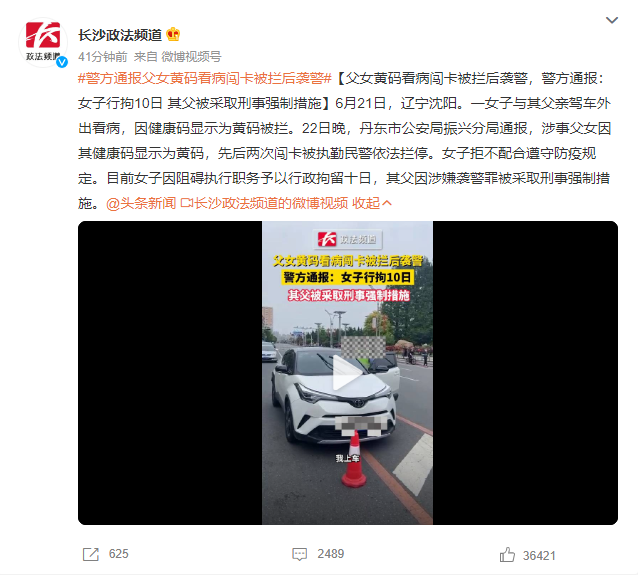 长沙政法频道
41分钟前 来自 微博视频号
#警方通报父女黄码看病闯卡被拦后袭警#【父女黄码看病闯卡被拦后袭警，警方通报：
女子行拘10日 其父被采取刑事强制措施】6月21日，辽宁沈阳。一女子与其父亲驾车外
出看病，因健康码显示为黄码被拦。22日晚，丹东市公安局振兴分局通报，涉事父女因
其健康码显示为黄码，先后两次闯卡被执勤民警依法拦停。女子拒不配合遵守防疫规
定。目前女子因阻碍执行职务予以行政拘留十日，其父因涉嫌袭警罪被采取刑事强制措
施。@头条新闻 长沙政法频道的微博视频 收起
政法频道
政法频道
父女黄码看病闯卡被拦后袭警
警方通报：女子行拘10日
其父被采取刑事强制措施
我上车
625
2489
36421